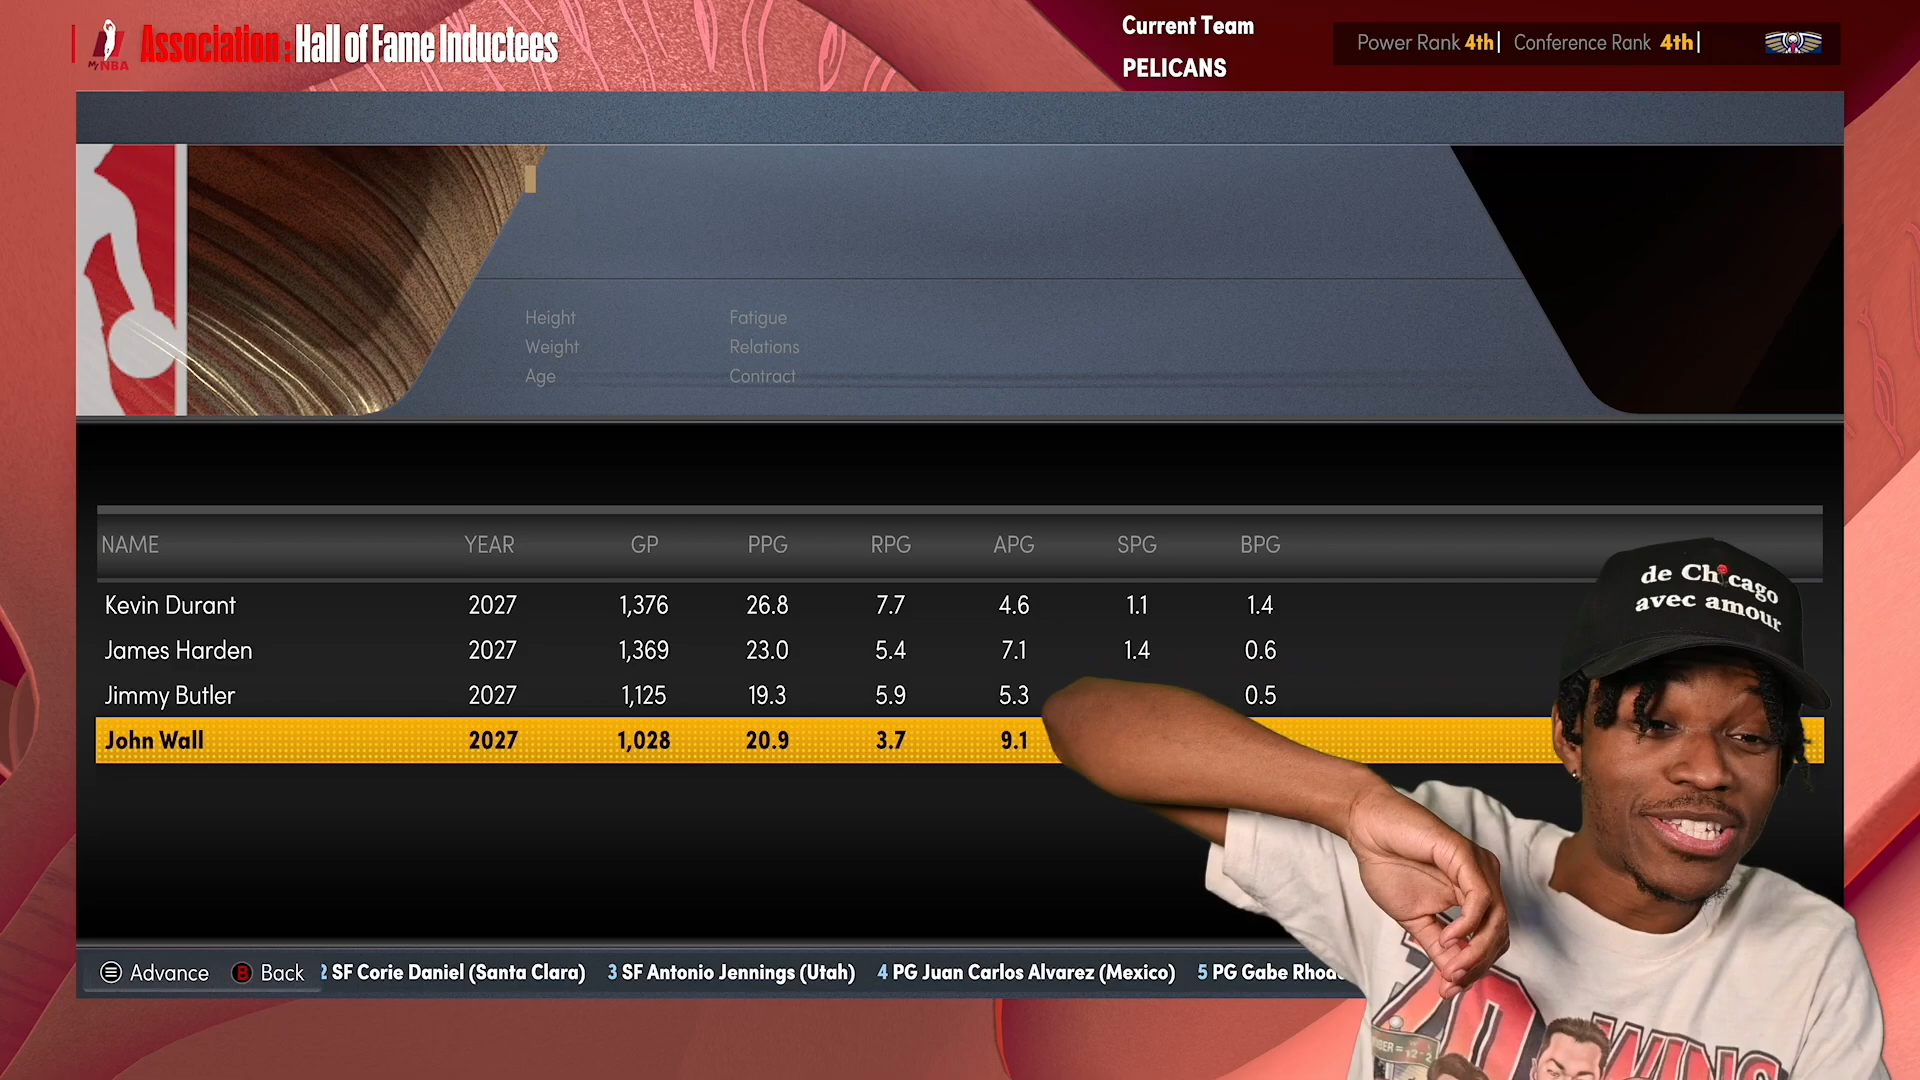 Association : Hall of Fame Inductees
My NBA
Current Team
PELICANS
Power Rank 4th| Conference Rank 4th|
Height Fatigue
Weight Relations
Age Contract
NAME YEAR GP PPG RPG APG SPG BPG
Kevin Durant 2027 1,376 26.8 7.7 4.6 1.1 1.4
James Harden 2027 1,369 23.0 5.4 7.1 1.4 0.6
Jimmy Butler 2027 1,125 19.3 5.9 5.3 0.5
John Wall 2027 1,028 20.9 3.7 9.1
de Chicago
avec amour
Advance B Back 2 SF Corie Daniel (Santa Clara) 3 SF Antonio Jennings (Utah) 4 PG Juan Carlos Alvarez (Mexico) 5 PG Gabe